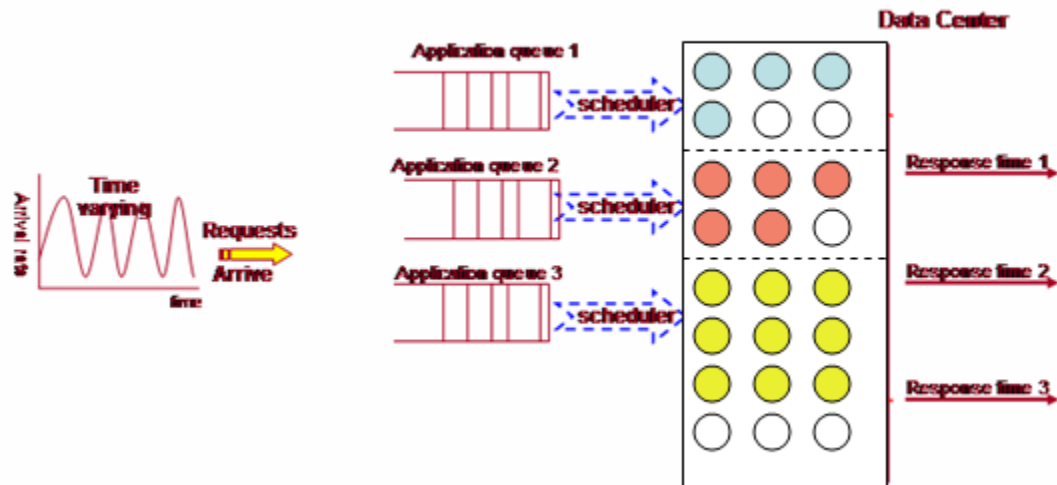 Data Center
Application queue 1
scheduler
Application queue 2
scheduler
Response time 1
Time
varying
Arrival rate
Requests
Arrive
time
Application queue 3
scheduler
Response time 2
Response time 3